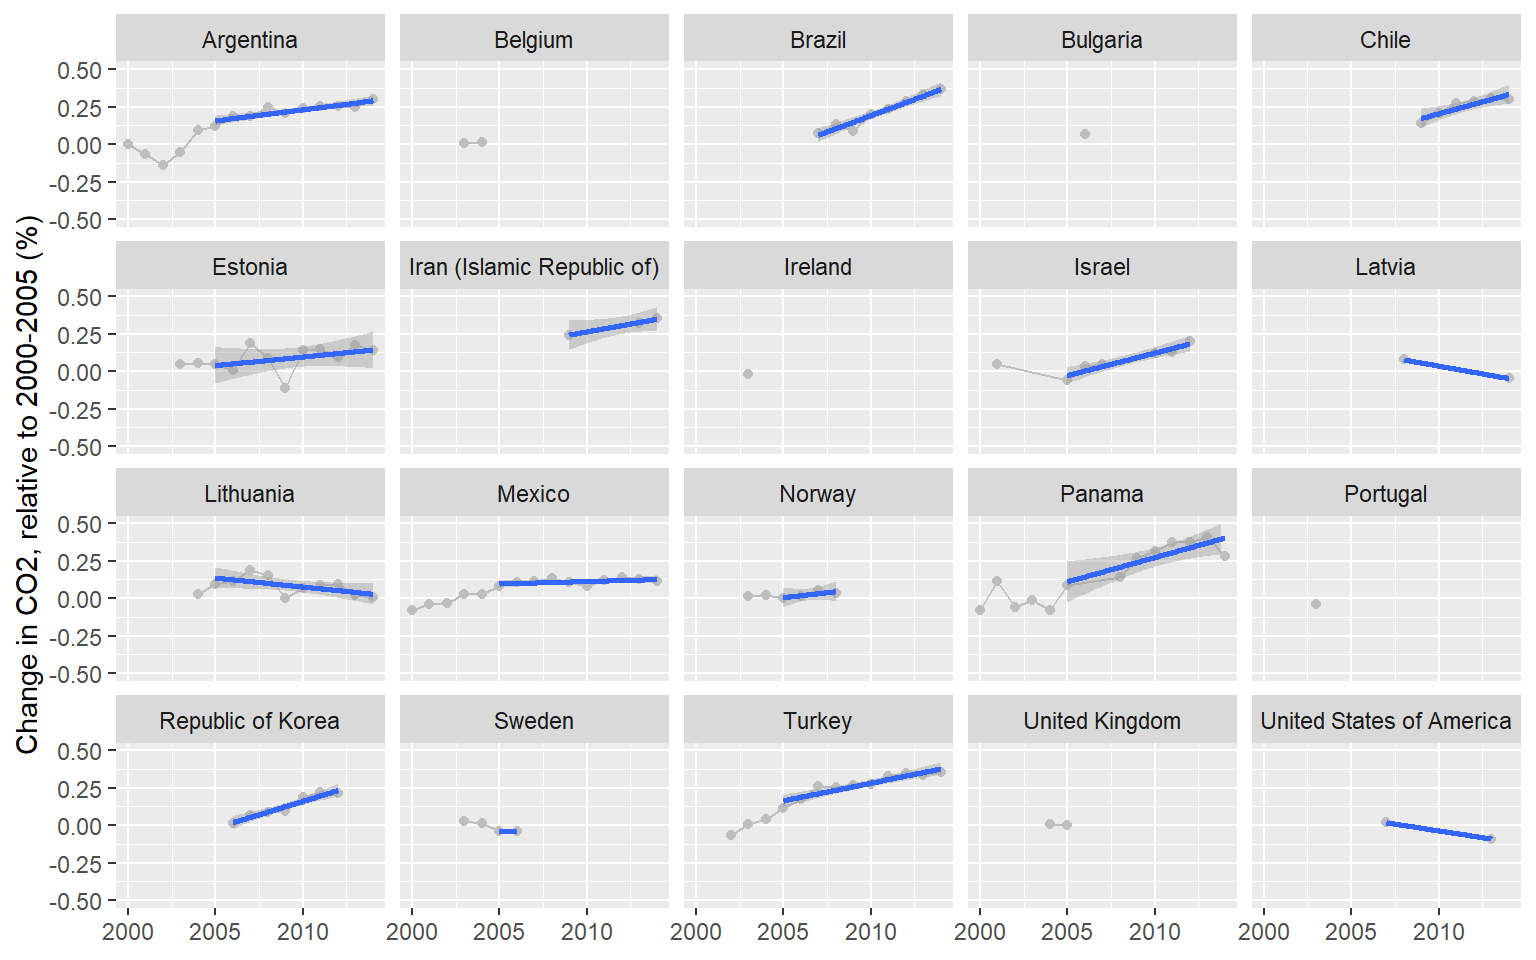 Change in CO2, relative to 2000-2005 (%)
Argentina
Belgium
Brazil
Bulgaria
Chile
0.50
0.25
0.00
-0.25
-0.50
Estonia
Iran (Islamic Republic of)
Ireland
Israel
Latvia
0.50
0.25
0.00
-0.25
-0.50
Lithuania
Mexico
Norway
Panama
Portugal
0.50
0.25
0.00
-0.25
-0.50
Republic of Korea
Sweden
Turkey
United Kingdom
United States of America
0.50
0.25
0.00
-0.25
-0.50
2000 2005 2010 2000 2005 2010 2000 2005 2010 2000 2005 2010 2000 2005 2010